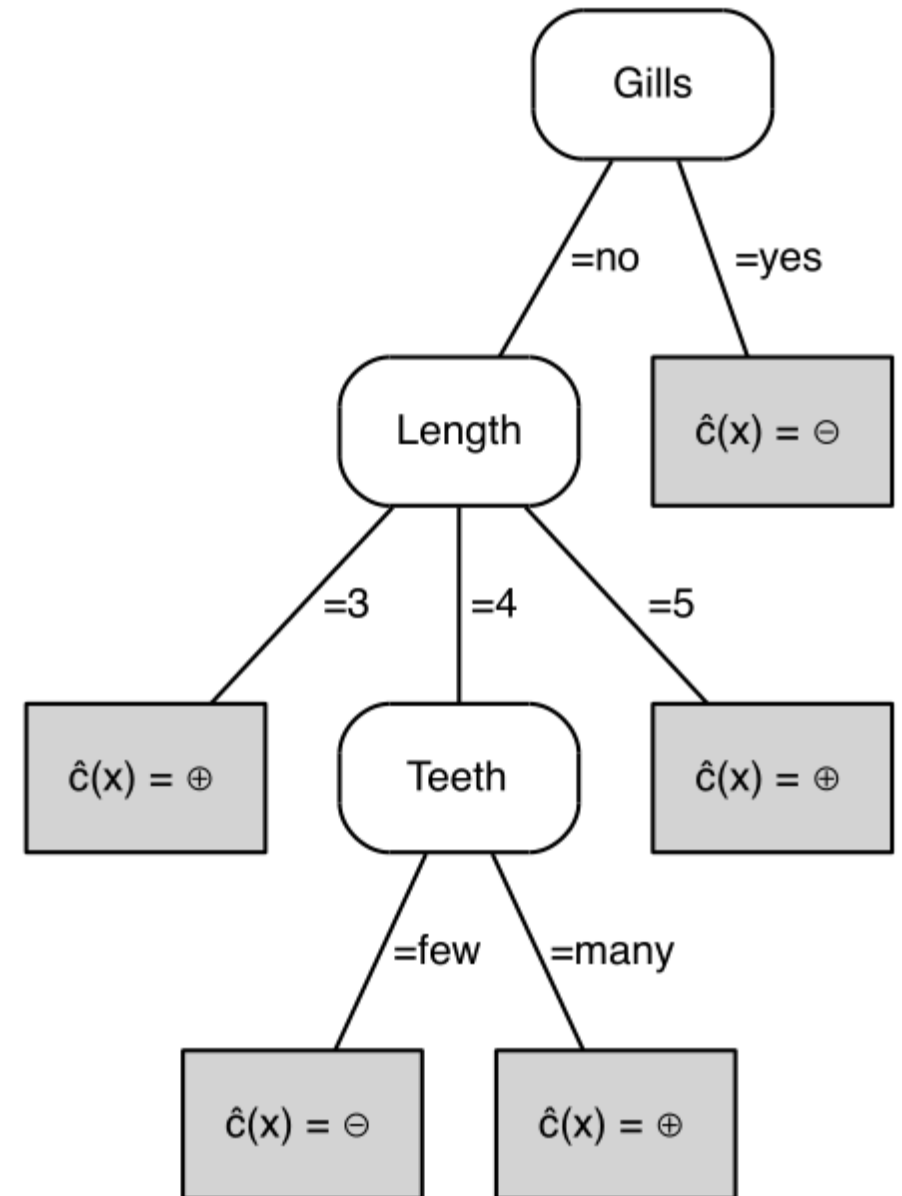 Gills
=no
=yes
Length
ĉ(x) = ⊖
=3
=4
=5
ĉ(x) = ⊕
Teeth
ĉ(x) = ⊕
=few
=many
ĉ(x) = ⊖
ĉ(x) = ⊕